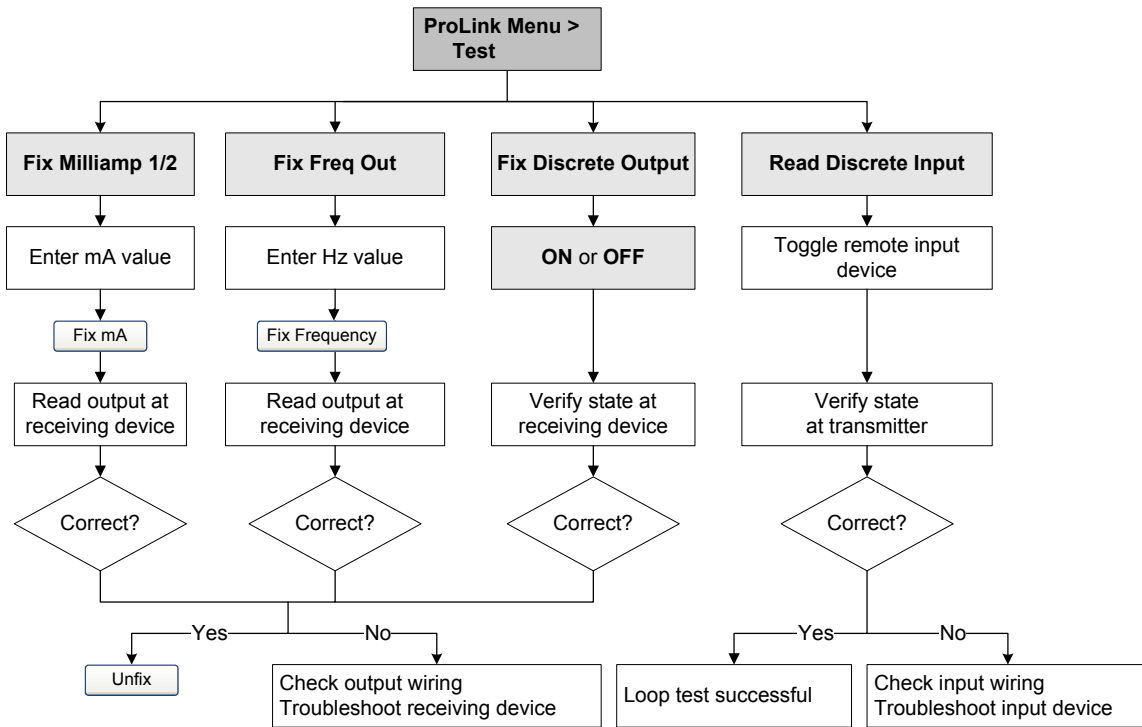 ProLink Menu >
Test
Fix Milliamp 1/2
Fix Freq Out
Fix Discrete Output
Read Discrete Input
Enter mA value
Enter Hz value
ON or OFF
Toggle remote input
device
Fix mA
Fix Frequency
Read output at
receiving device
Read output at
receiving device
Verify state at
receiving device
Verify state
at transmitter
Correct?
Correct?
Correct?
Correct?
Yes
No
Yes
No
Unfix
Check output wiring
Troubleshoot receiving device
Loop test successful
Check input wiring
Troubleshoot input device